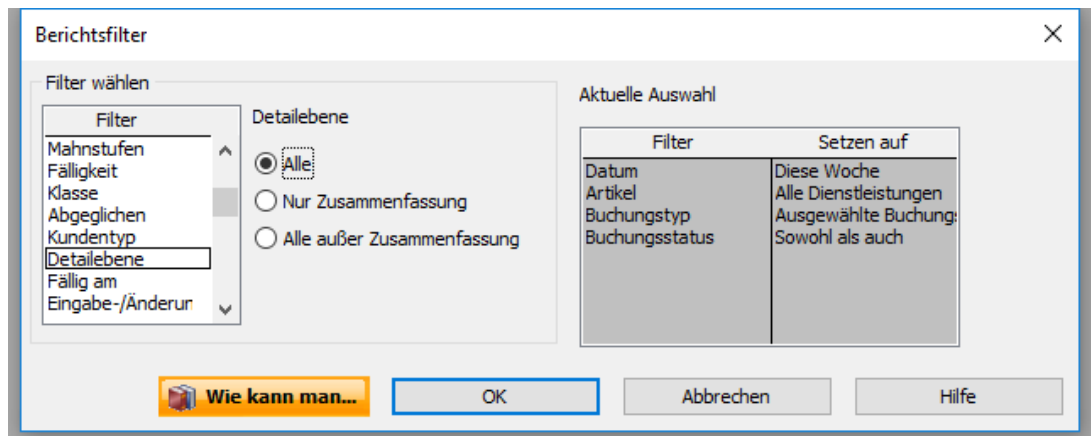 Berichtsfilter
Filter wählen
Filter
Mahnstufen
Fälligkeit
Klasse
Abgeglichen
Kundentyp
Detailebene
Fällig am
Eingabe-/Änderun
Detailebene
Alle
Nur Zusammenfassung
Alle außer Zusammenfassung
Aktuelle Auswahl
Filter Setzen auf
Datum Diese Woche
Artikel Alle Dienstleistungen
Buchungstyp Ausgewählte Buchung
Buchungsstatus Sowohl als auch
Wie kann man... OK Abbrechen Hilfe